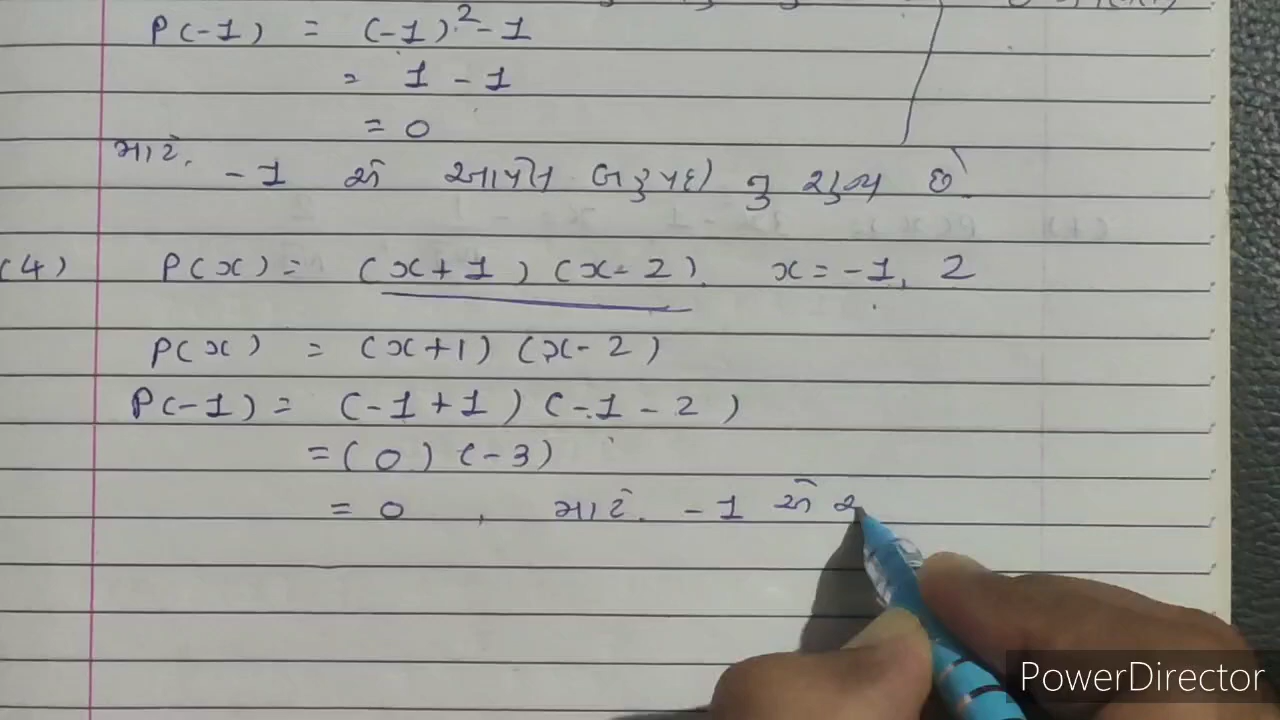 P(-1) = (-1)² - 1
= 1 - 1
= 0
માટે,
-1 એ આપેલ બહુપદી નુ શૂન્ય છે
(4) P(x) = (x+1) (x-2), x = -1, 2
P(x) = (x+1) (x-2)
P(-1) = (-1+1) (-1-2)
= (0) (-3)
= 0 , માટે. -1 એ
PowerDirector